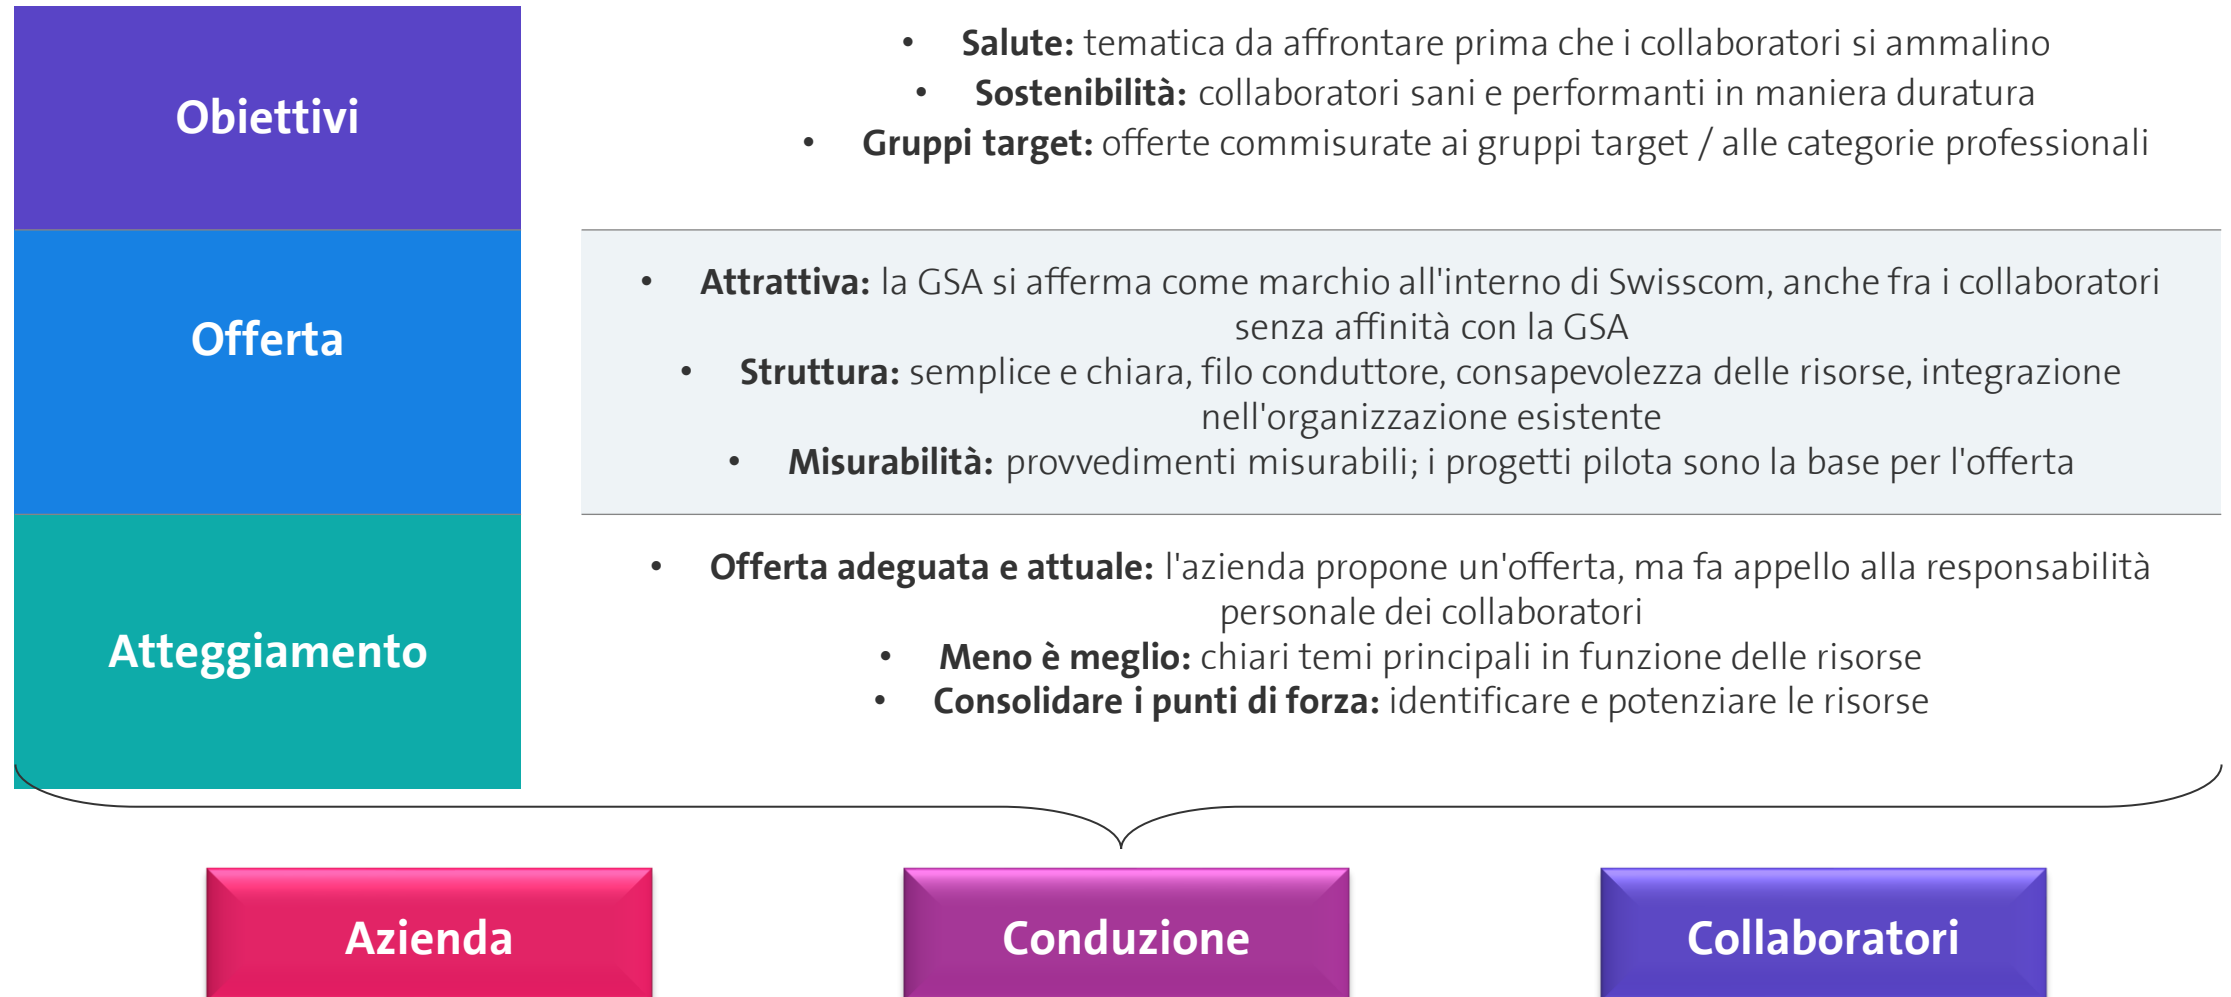 Obiettivi
• Salute: tematica da affrontare prima che i collaboratori si ammalino
• Sostenibilità: collaboratori sani e performanti in maniera duratura
• Gruppi target: offerte commisurate ai gruppi target / alle categorie professionali
Offerta
• Attrattiva: la GSA si afferma come marchio all'interno di Swisscom, anche fra i collaboratori
senza affinità con la GSA
• Struttura: semplice e chiara, filo conduttore, consapevolezza delle risorse, integrazione
nell'organizzazione esistente
• Misurabilità: provvedimenti misurabili; i progetti pilota sono la base per l'offerta
Atteggiamento
• Offerta adeguata e attuale: l'azienda propone un'offerta, ma fa appello alla responsabilità
personale dei collaboratori
• Meno è meglio: chiari temi principali in funzione delle risorse
• Consolidare i punti di forza: identificare e potenziare le risorse
Azienda
Conduzione
Collaboratori